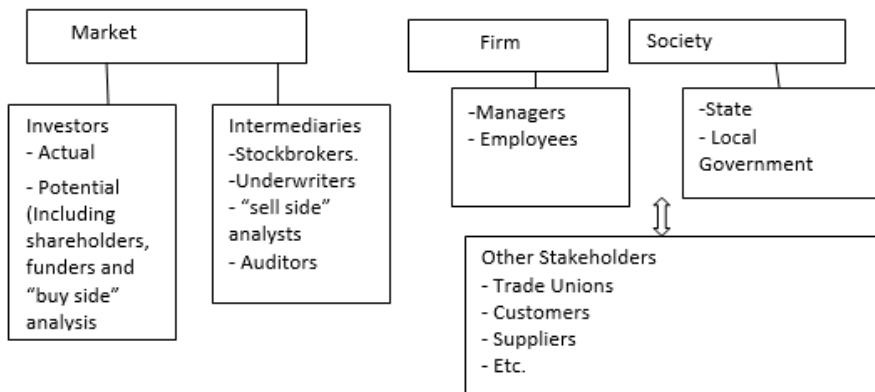 Market
Firm
Society
Investors
- Actual
- Potential
(Including
shareholders,
funders and
“buy side”
analysis
Intermediaries
-Stockbrokers.
-Underwriters
- “sell side”
analysts
- Auditors
-Managers
- Employees
-State
- Local
Government
Other Stakeholders
- Trade Unions
- Customers
- Suppliers
- Etc.